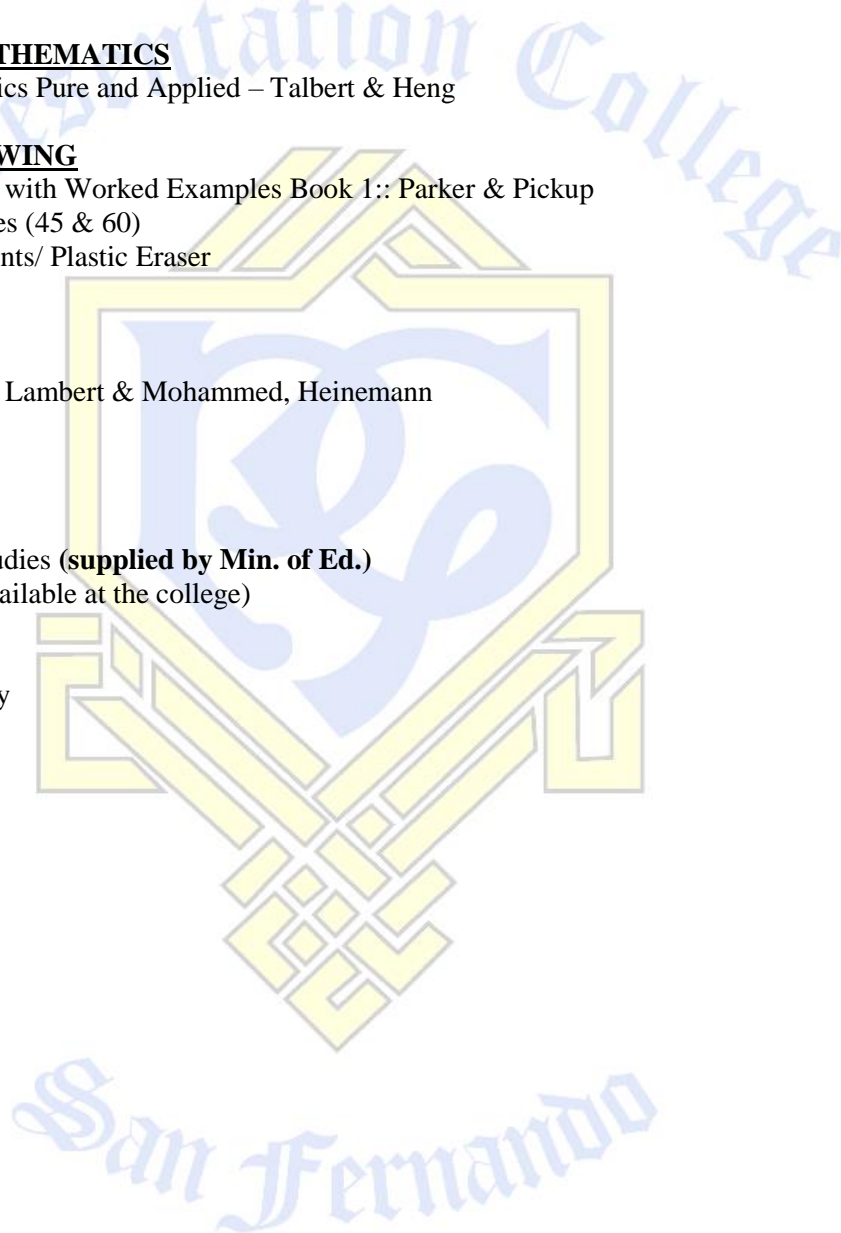 THEMATICS
ics Pure and Applied – Talbert & Heng
WING
with Worked Examples Book 1:: Parker & Pickup
es (45 & 60)
nts/ Plastic Eraser
Lambert & Mohammed, Heinemann
udies (supplied by Min. of Ed.)
ailable at the college)
y
esentation College
San Fernando